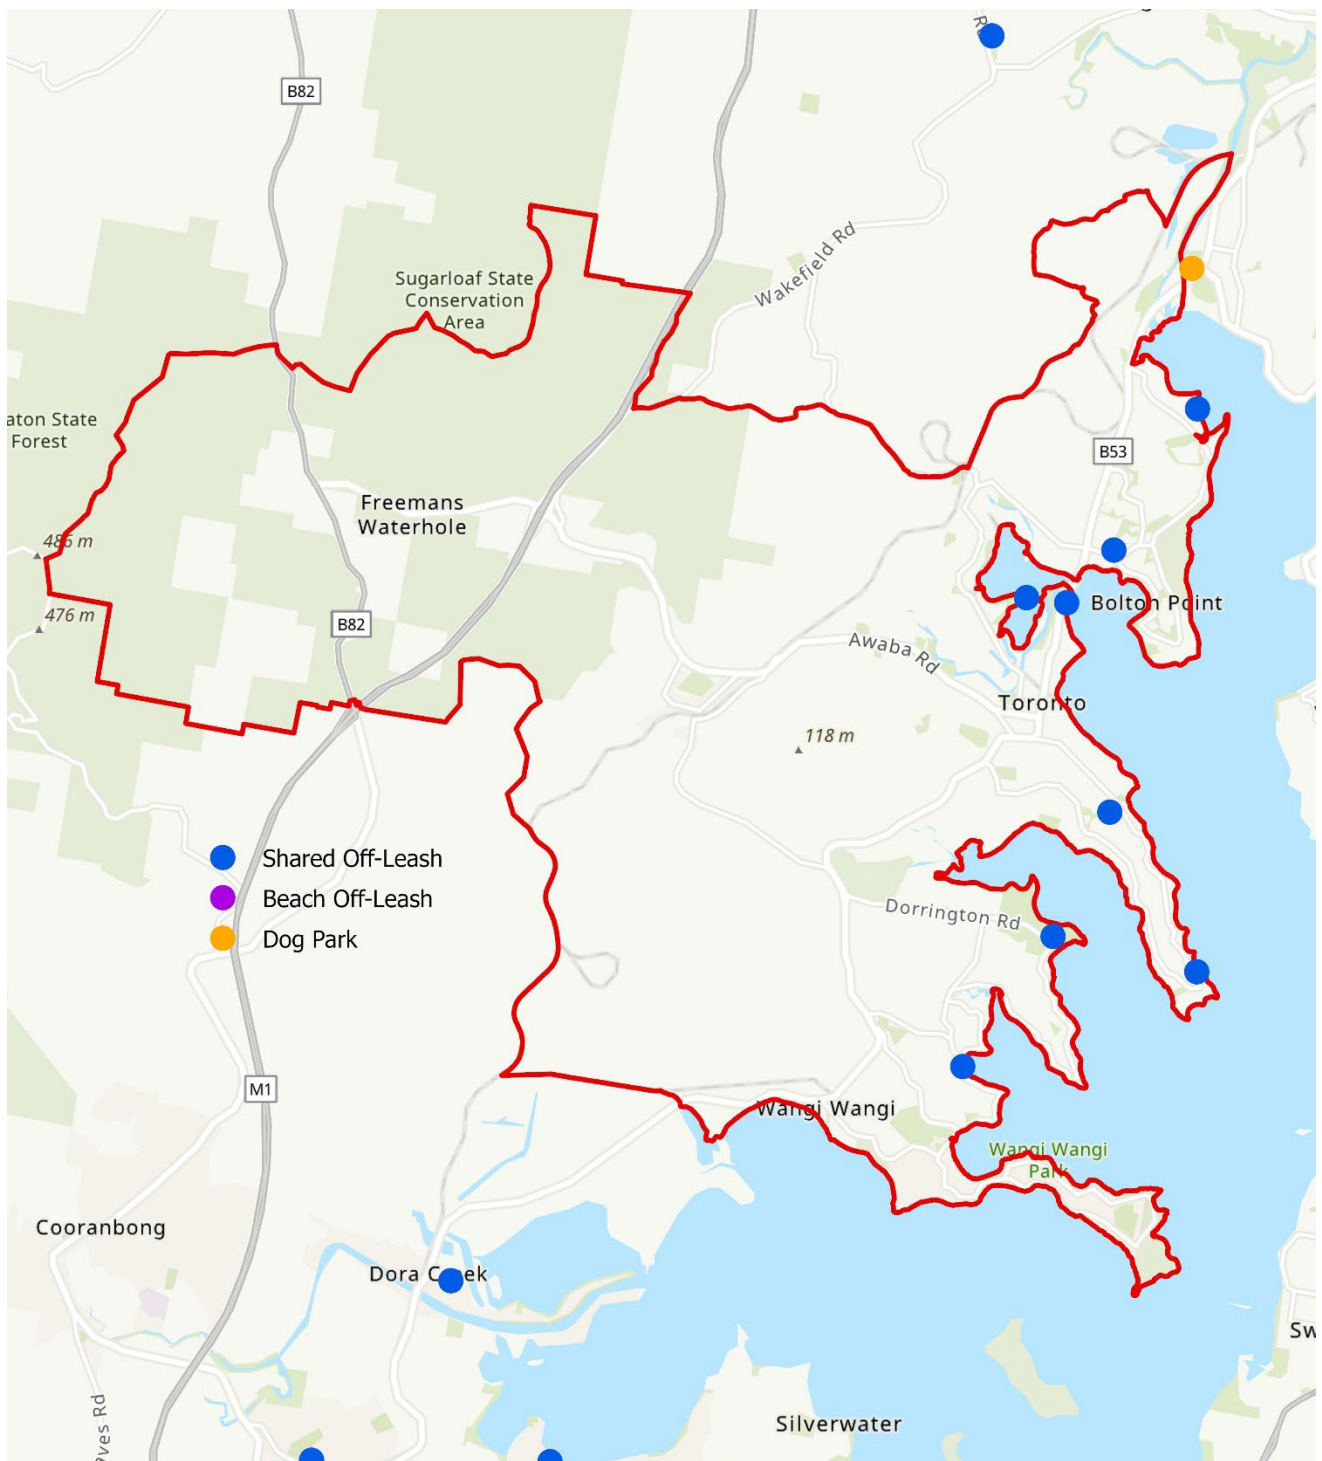 B82
Wakefield Rd
Sugarloaf State
Conservation
Area
aton State
Forest
B53
Freemans
Waterhole
486 m
476 m
B82
Bolton Point
Awaba Rd
Toronto
118 m
Shared Off-Leash
Beach Off-Leash
Dog Park
Dorrington Rd
M1
Wangi Wangi
Wangi Wangi
Park
Cooranbong
Dora C ek
Sw
Silverwater
yes Rd